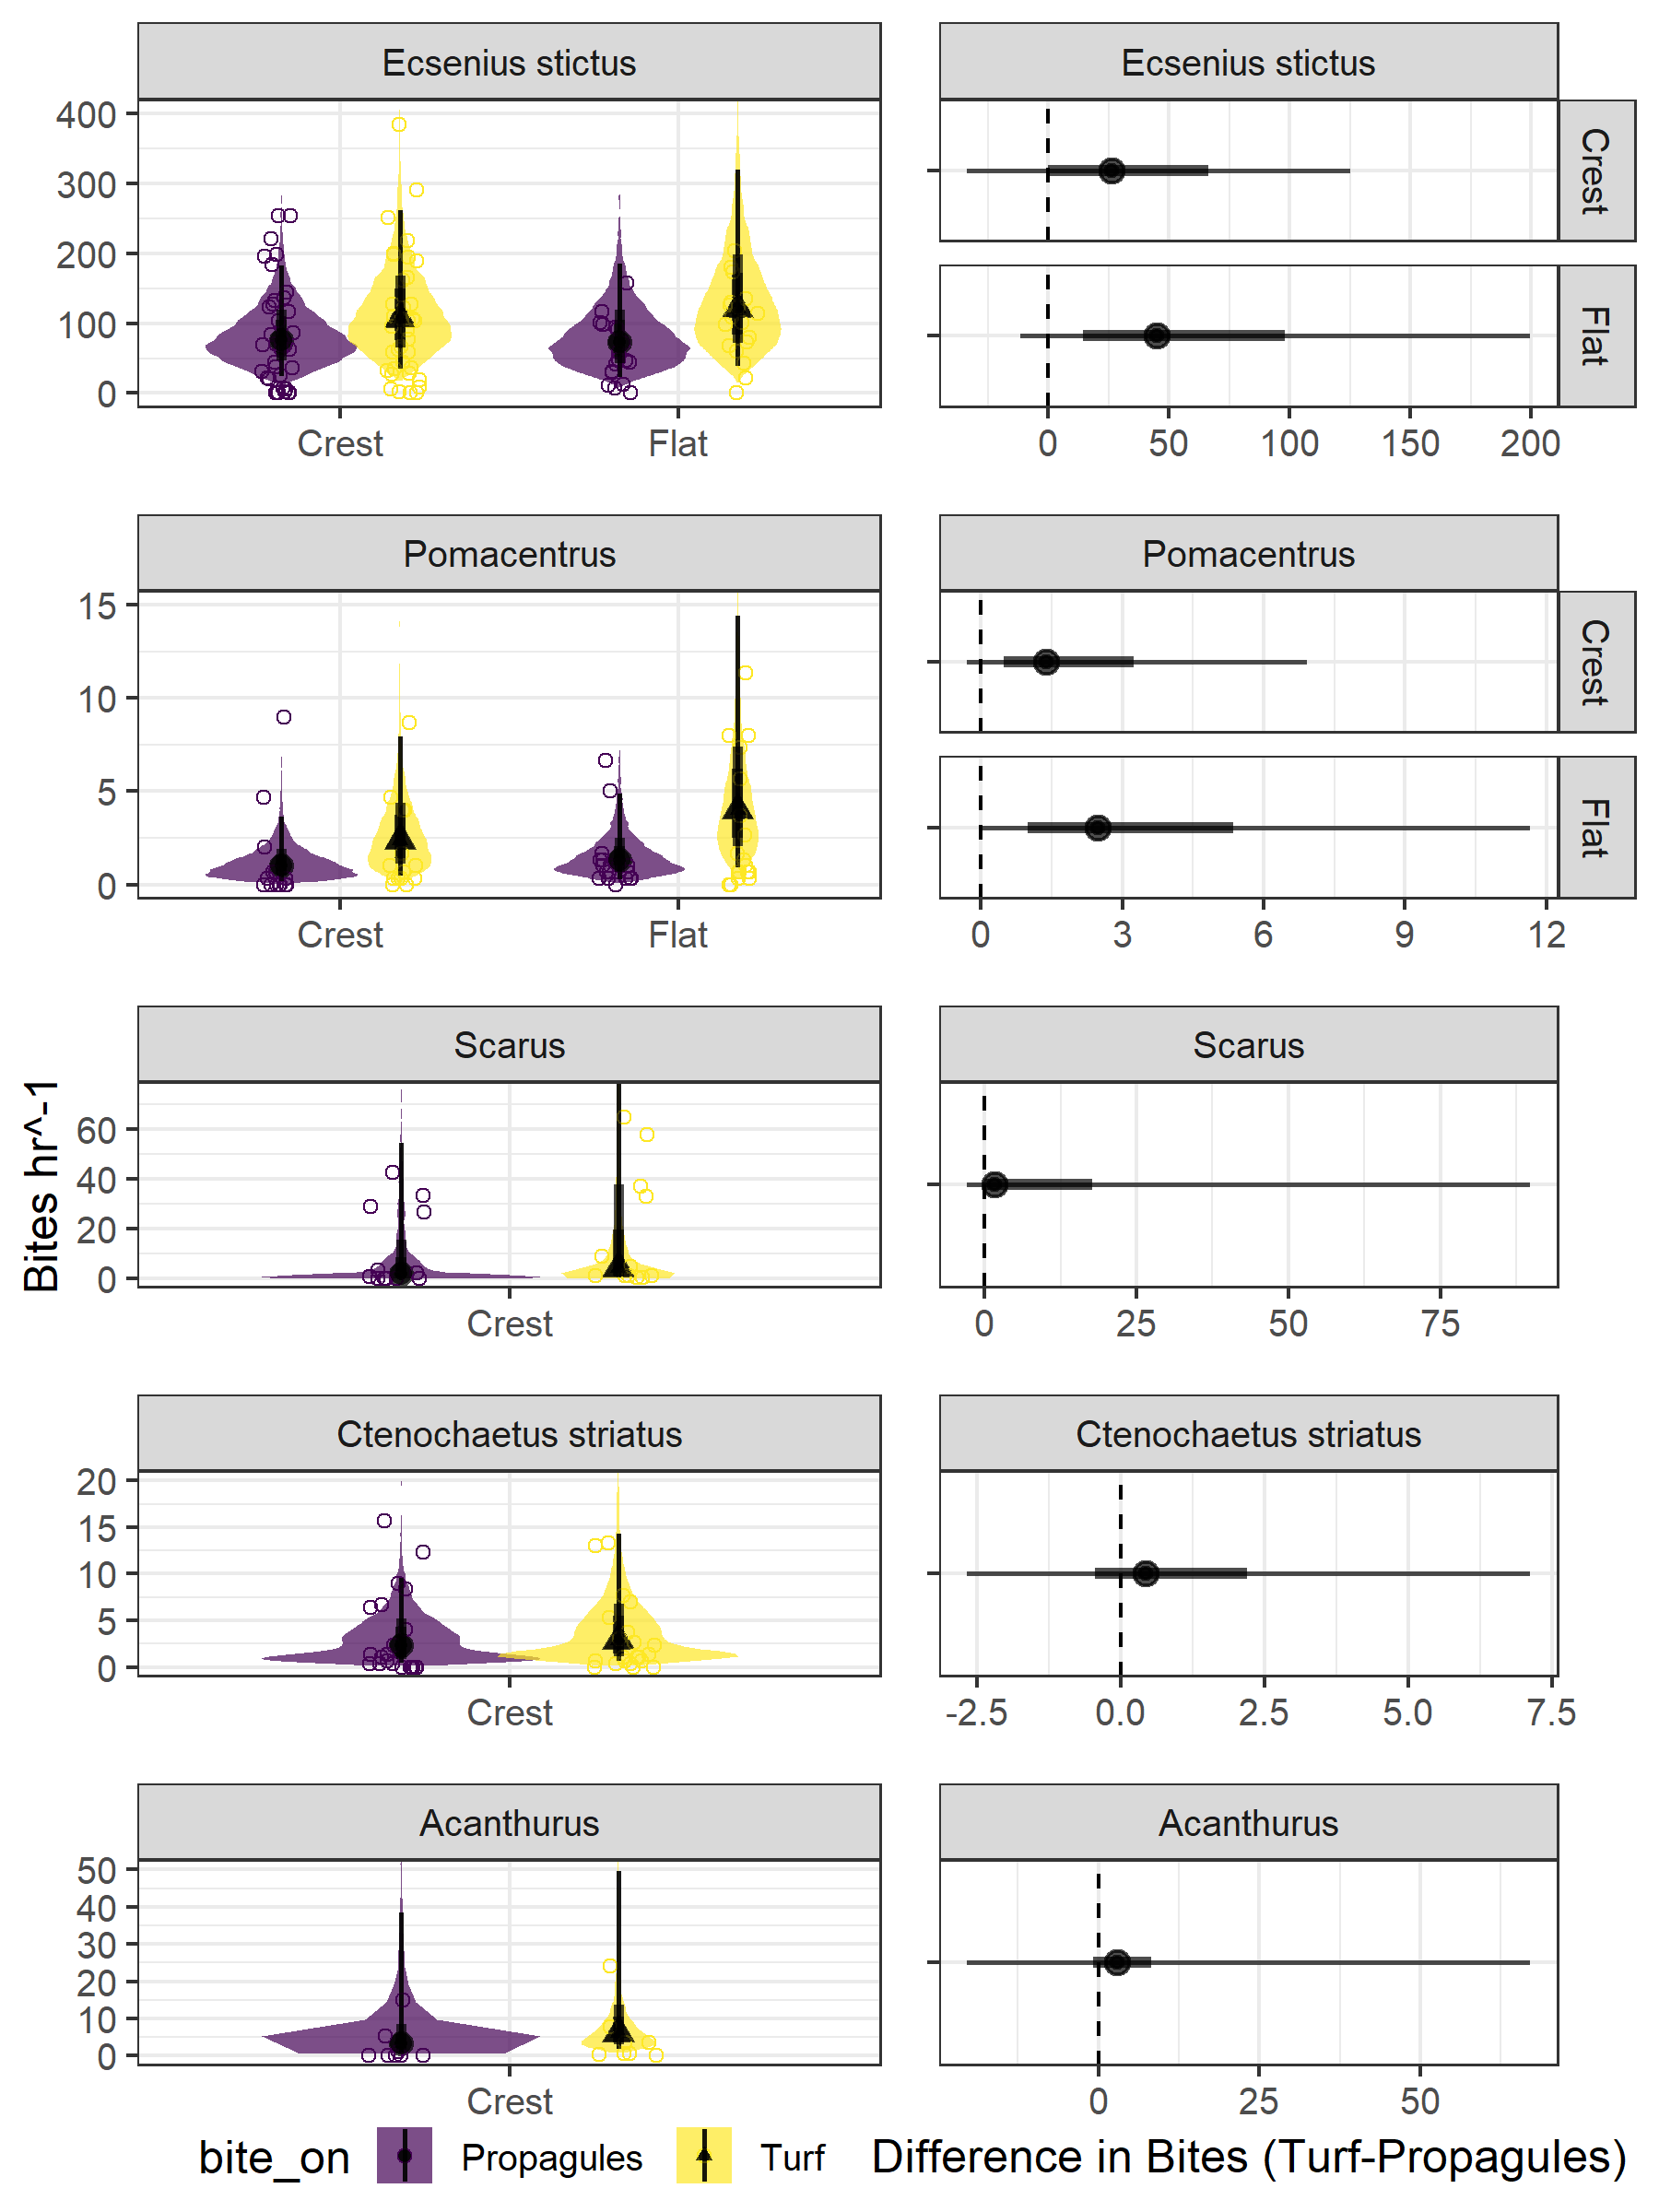 Ecsenius stictus
Ecsenius stictus
400
300
200
100
0
Crest
Flat
Crest
Flat
0
50
100
150
200
Pomacentrus
Pomacentrus
15
10
5
0
Crest
Flat
Crest
Flat
0
3
6
9
12
Scarus
Scarus
Bites hr^-1
60
40
20
0
Crest
0
25
50
75
Ctenochaetus striatus
Ctenochaetus striatus
20
15
10
5
0
Crest
-2.5
0.0
2.5
5.0
7.5
Acanthurus
Acanthurus
50
40
30
20
10
0
Crest
0
25
50
bite_on
Propagules
Turf
Difference in Bites (Turf-Propagules)